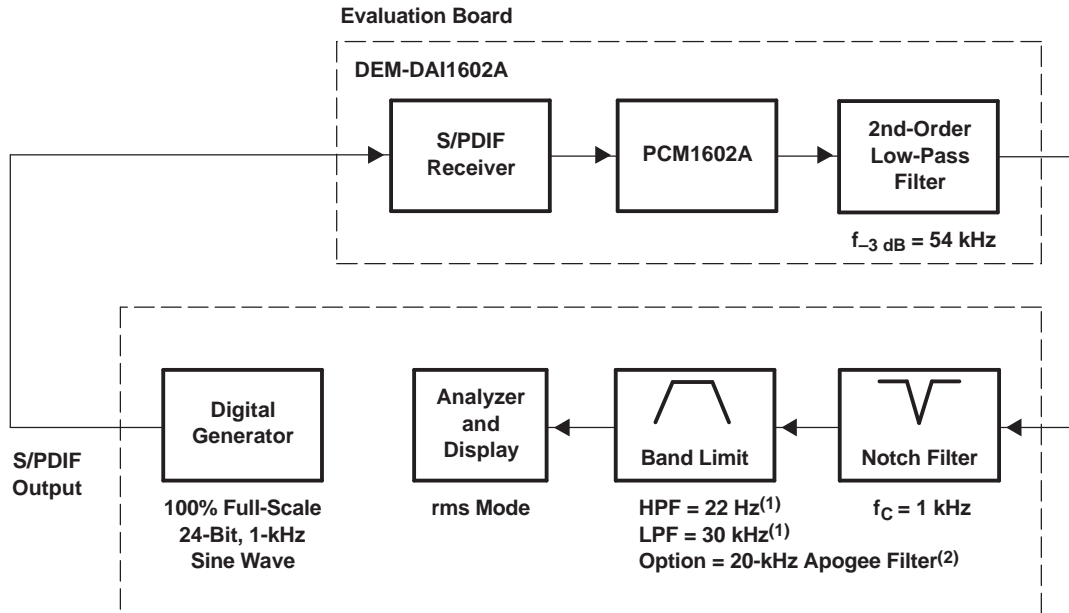 Evaluation Board
DEM-DAI1602A
S/PDIF
Receiver
PCM1602A
2nd-Order
Low-Pass
Filter
f–3 dB = 54 kHz
S/PDIF
Output
Digital
Generator
100% Full-Scale
24-Bit, 1-kHz
Sine Wave
Analyzer
and
Display
rms Mode
Band Limit
HPF = 22 Hz(1)
LPF = 30 kHz(1)
Option = 20-kHz Apogee Filter(2)
Notch Filter
fC = 1 kHz